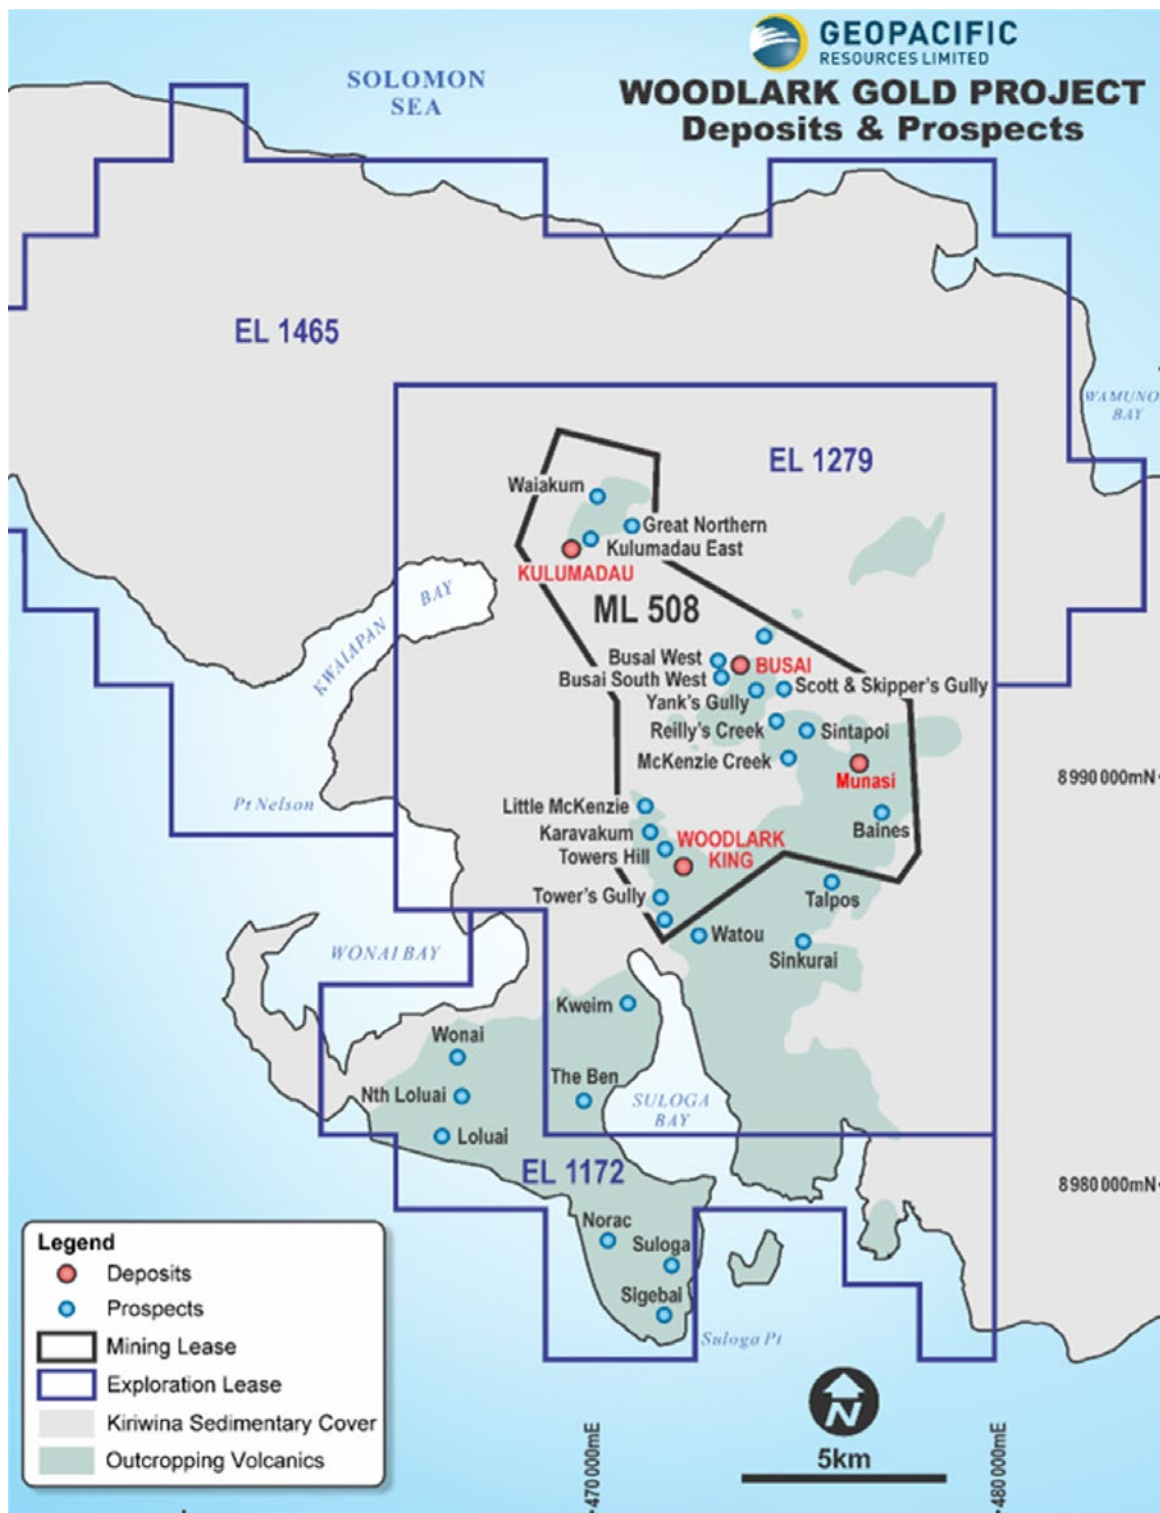 GEOPACIFIC
RESOURCES LIMITED
WOODLARK GOLD PROJECT
Deposits & Prospects
SOLOMON
SEA
EL 1465
WAMUNO
BAY
EL 1279
Waiakum
Great Northern
Kulumadau East
KULUMADAU
KWAIAPAN BAY
ML 508
Busai West
BUSAI
Busai South West
Scott & Skipper's Gully
Yank's Gully
Reilly's Creek
Sintapoi
McKenzie Creek
Munasi
8990000mN
Pt Nelson
Little McKenzie
Karavakum
WOODLARK
KING
Baines
Towers Hill
Tower's Gully
Talpos
Watou
Sinkurai
WONAI BAY
Kweirn
Wonai
The Ben
Nth Loluai
SULOGA
BAY
Loluai
EL 1172
8980000mN
Norac
Suloga
Sigebai
Suloga Pt
Legend
Deposits
Prospects
Mining Lease
Exploration Lease
Kiriwina Sedimentary Cover
Outcropping Volcanics
N
5km
470000mE
480000mE